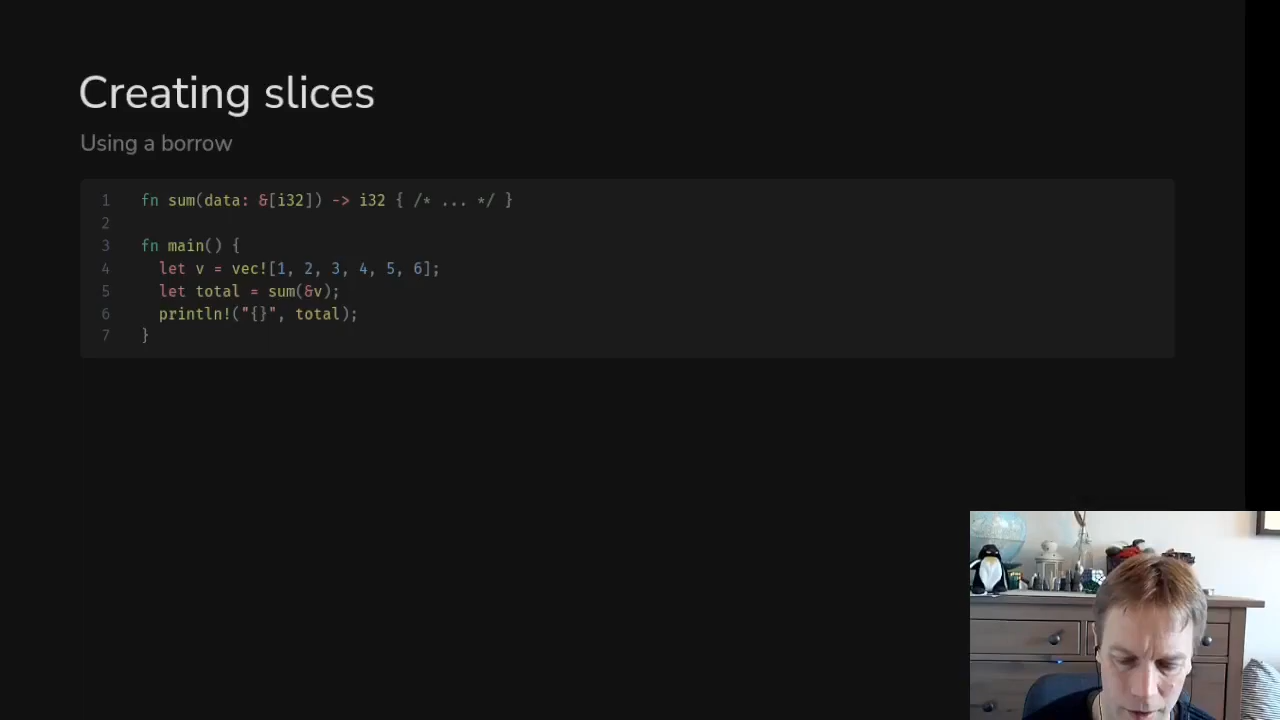 Creating slices
Using a borrow
1 fn sum(data: &[i32]) -> i32 { /* ... */ }
2
3 fn main() {
4 let v = vec![1, 2, 3, 4, 5, 6];
5 let total = sum(&v);
6 println!("{}", total);
7 }